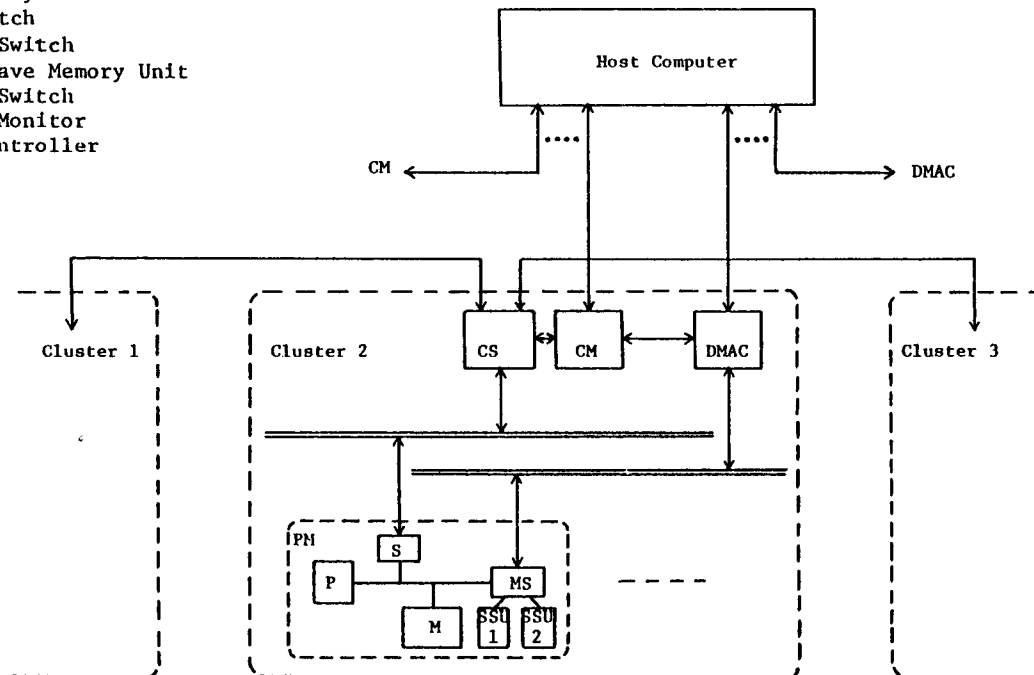 tch
Switch
ave Memory Unit
Switch
Monitor
ntroller
Host Computer
CM
DMAC
Cluster 1
Cluster 2
CS
CM
DMAC
Cluster 3
PM
S
P
MS
M
SSU
1
SSU
2